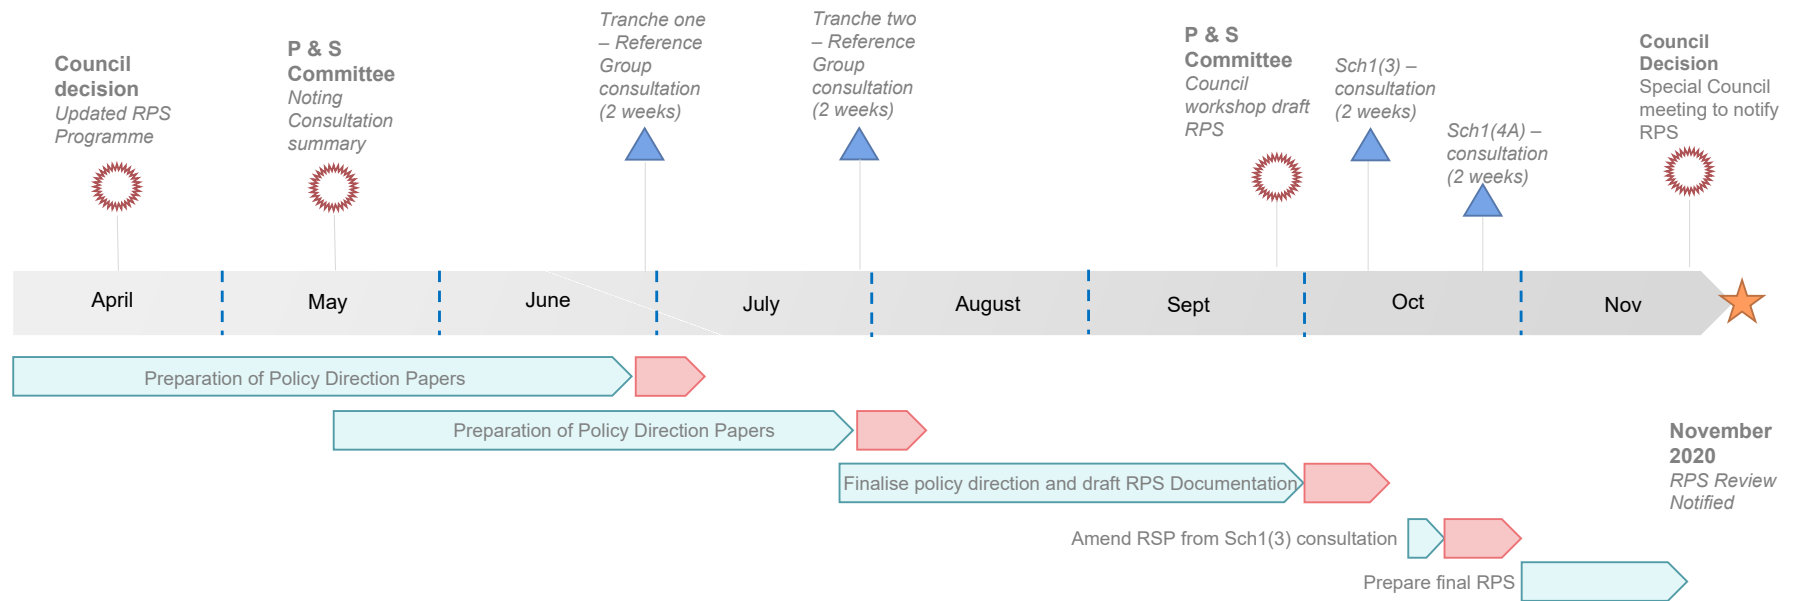 Council
decision
Updated RPS
Programme
P & S
Committee
Noting
Consultation
summary
Tranche one
– Reference
Group
consultation
(2 weeks)
Tranche two
– Reference
Group
consultation
(2 weeks)
P & S
Committee
Council
workshop draft
RPS
Sch1(3) –
consultation
(2 weeks)
Sch1(4A) –
consultation
(2 weeks)
Council
Decision
Special Council
meeting to notify
RPS
April
May
June
July
August
Sept
Oct
Nov
Preparation of Policy Direction Papers
Preparation of Policy Direction Papers
Finalise policy direction and draft RPS Documentation
Amend RSP from Sch1(3) consultation
Prepare final RPS
November
2020
RPS Review
Notified